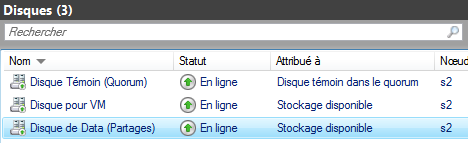 Disques (3)
Rechercher
Nom Statut Attribué à Nœud
Disque Témoin (Quorum) En ligne Disque témoin dans le quorum s2
Disque pour VM En ligne Stockage disponible s2
Disque de Data (Partages) En ligne Stockage disponible s2